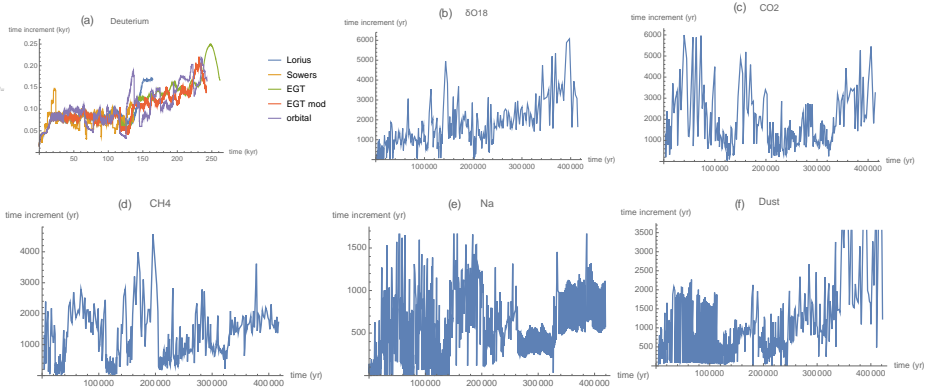 (a) Deuterium
time increment (kyr)
0.25
0.20
0.15
0.10
0.05
50 100 150 200 250
time (kyr)
Lorius
Sowers
EGT
EGT mod
orbital
(b) δO18
time increment (yr)
6000
5000
4000
3000
2000
1000
100000 200000 300000 400000
time (yr)
(c) CO2
time increment (yr)
6000
5000
4000
3000
2000
1000
0
100000 200000 300000 400000
time (yr)
(d) CH4
time increment (yr)
4000
3000
2000
1000
100000 200000 300000 400000
time (yr)
(e) Na
time increment (yr)
1500
1000
500
0
100000 200000 300000 400000
time (yr)
(f) Dust
time increment (yr)
3500
3000
2500
2000
1500
1000
500
0
100000 200000 300000 400000
time (yr)